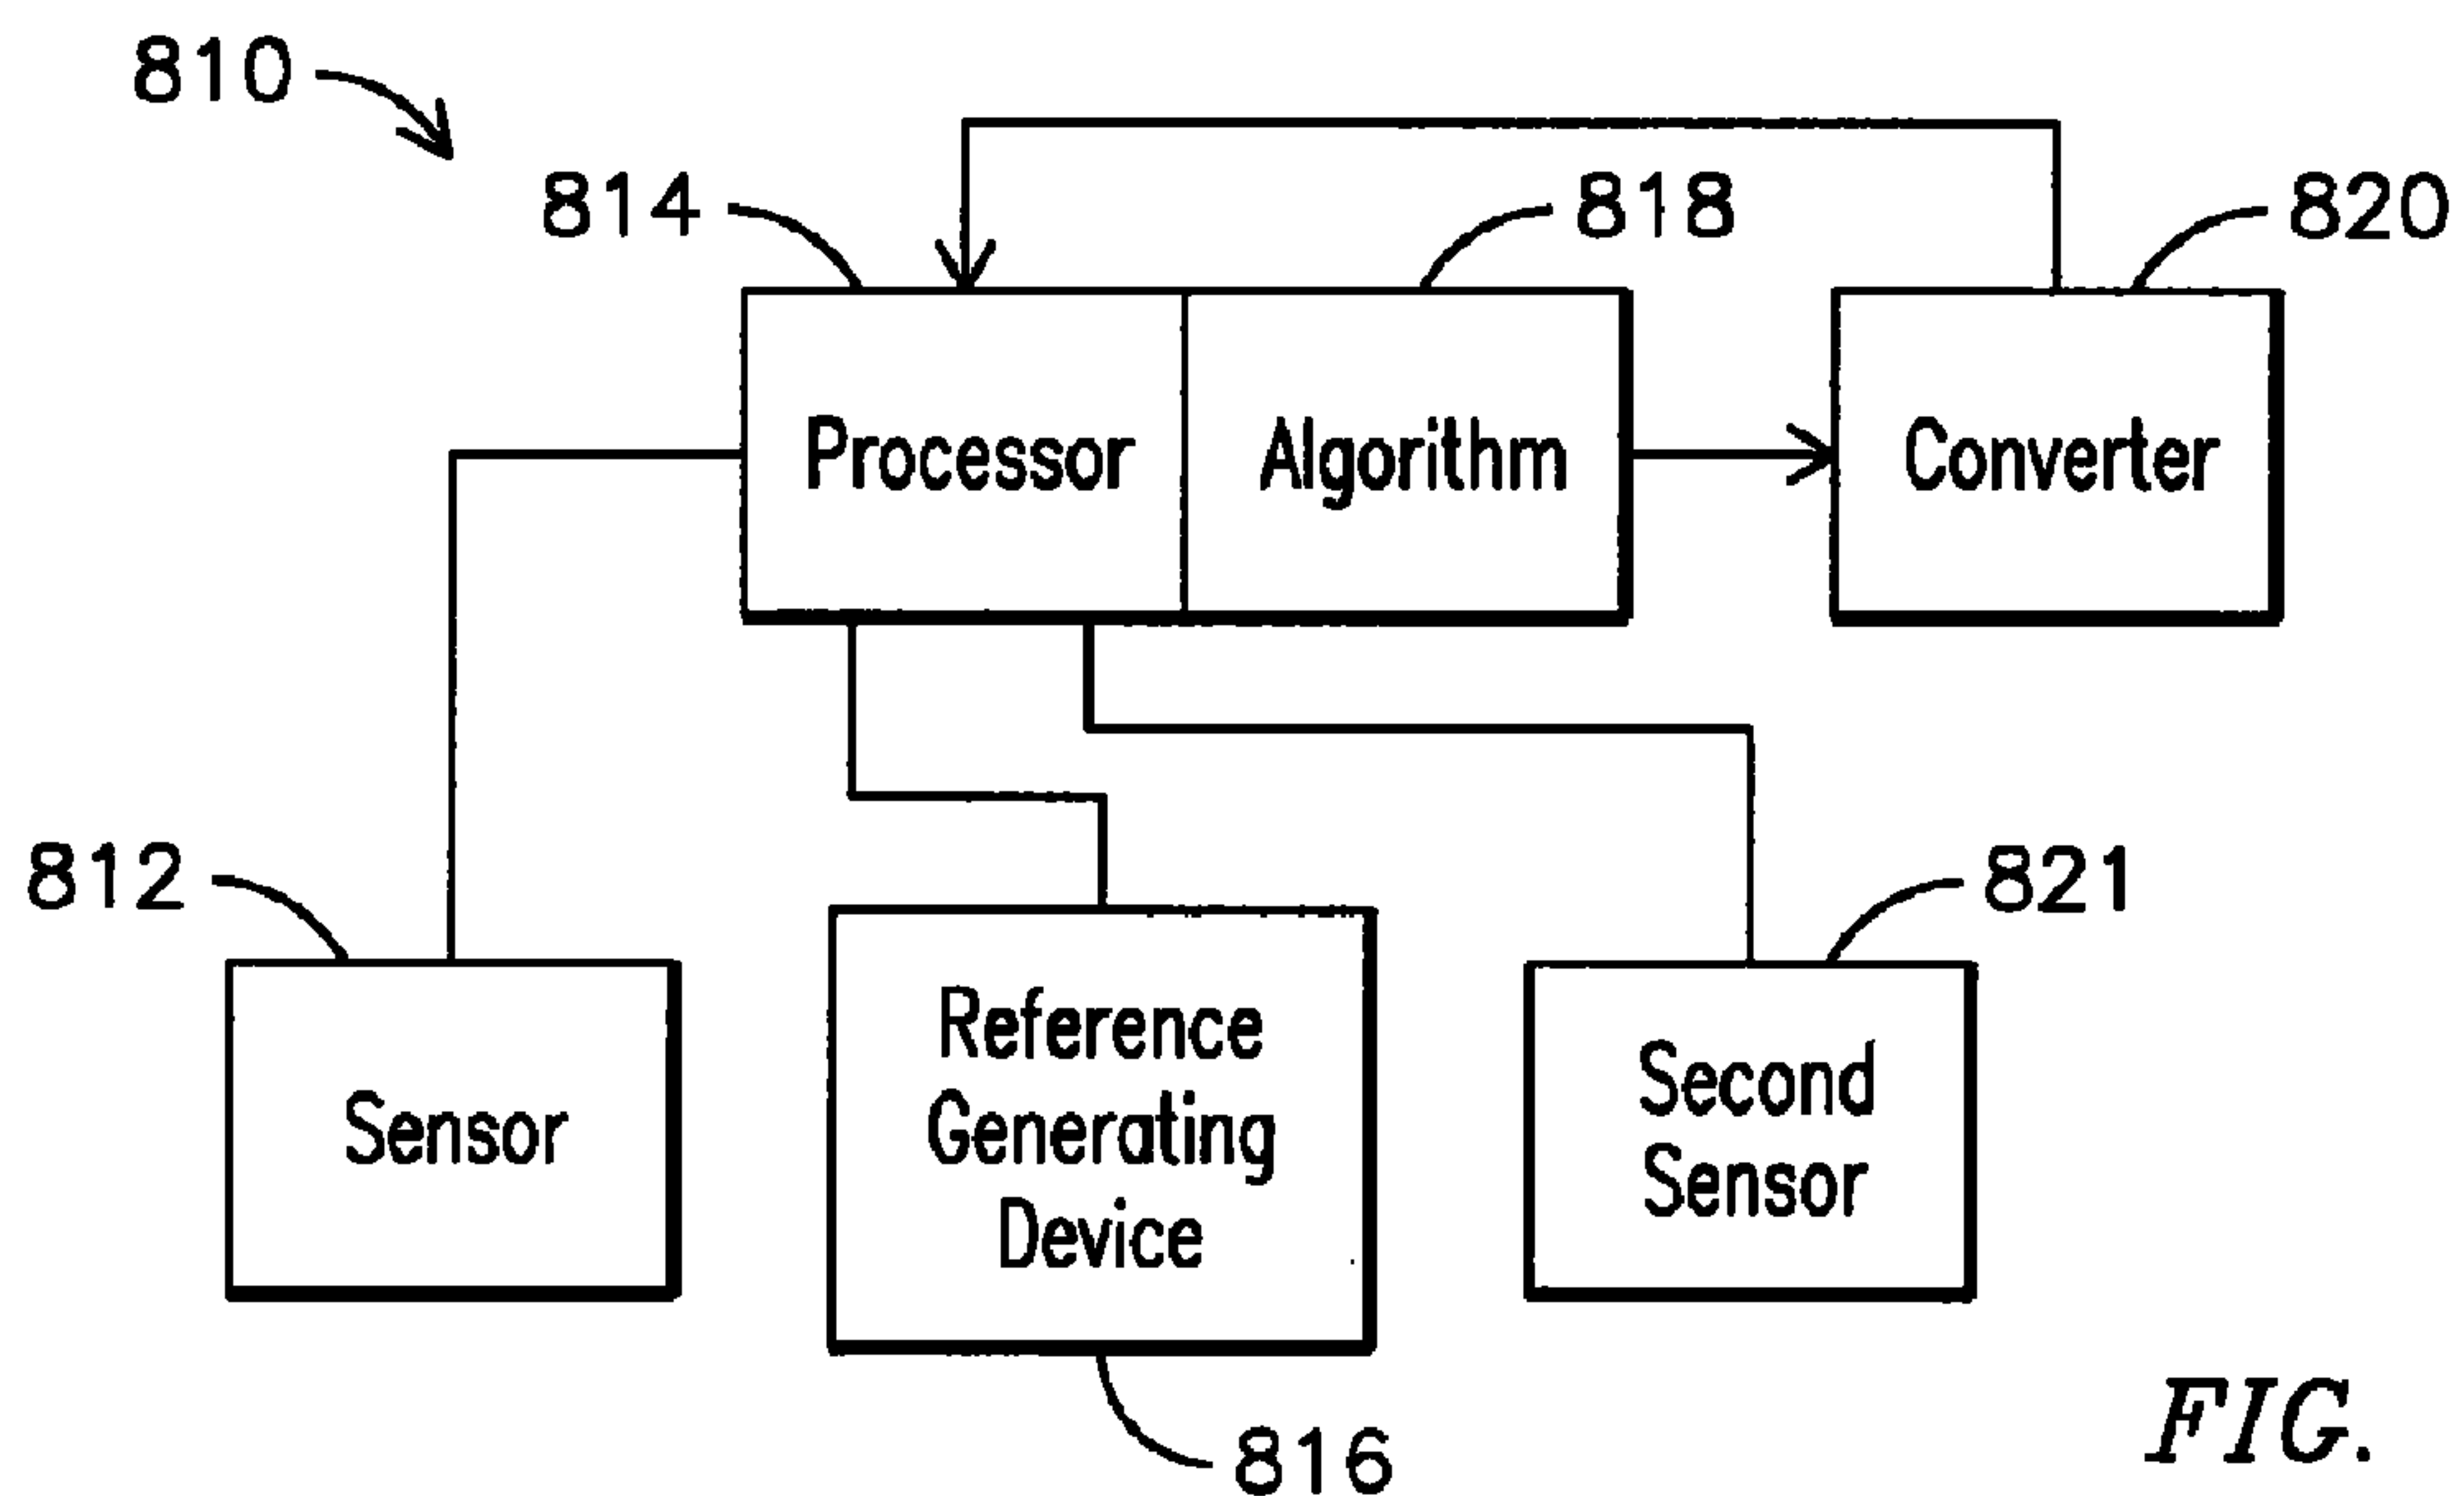 810
814
818
820
Processor
Algorithm
Converter
812
821
Sensor
Reference
Generating
Device
Second
Sensor
816
FIG.